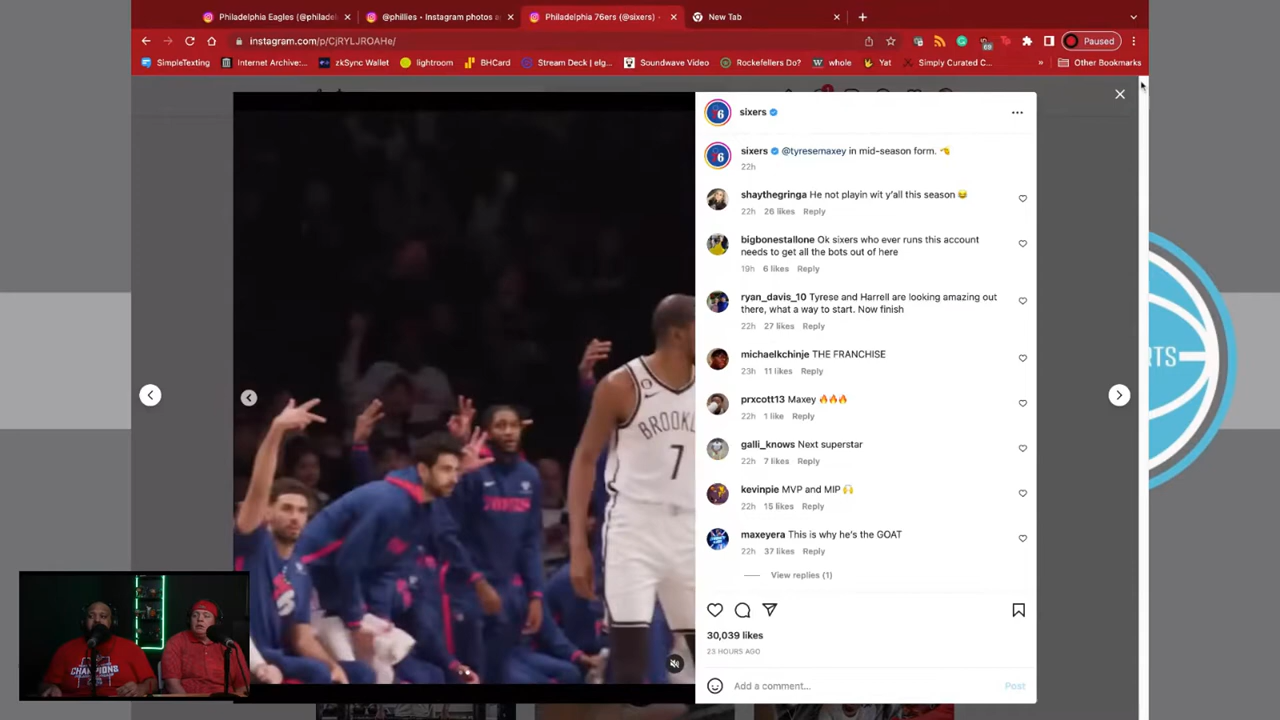 Philadelphia Eagles (@philadel
@phillies • Instagram photos a
Philadelphia 76ers (@sixers) •
New Tab
instagram.com/p/CjRYLJROAHe/
69
Paused
SimpleTexting
Internet Archive:...
zkSync Wallet
lightroom
BHCard
Stream Deck | elg...
Soundwave Video
Rockefellers Do?
whole
Yat
Simply Curated C...
»
Other Bookmarks
sixers
sixers @tyresemaxey in mid-season form.
22h
shaythegringa He not playin wit y'all this season 😂
22h 26 likes Reply
bigbonestallone Ok sixers who ever runs this account
needs to get all the bots out of here
19h 6 likes Reply
ryan_davis_10 Tyrese and Harrell are looking amazing out
there, what a way to start. Now finish
22h 27 likes Reply
michaelkchinje THE FRANCHISE
23h 11 likes Reply
prxcott13 Maxey 🔥🔥🔥
22h 1 like Reply
galli_knows Next superstar
22h 7 likes Reply
kevinpie MVP and MIP 🙌
22h 15 likes Reply
maxeyera This is why he's the GOAT
22h 37 likes Reply
View replies (1)
30,039 likes
23 HOURS AGO
Add a comment...
Post
BROOKL
7
RTS
CHAMPIONS